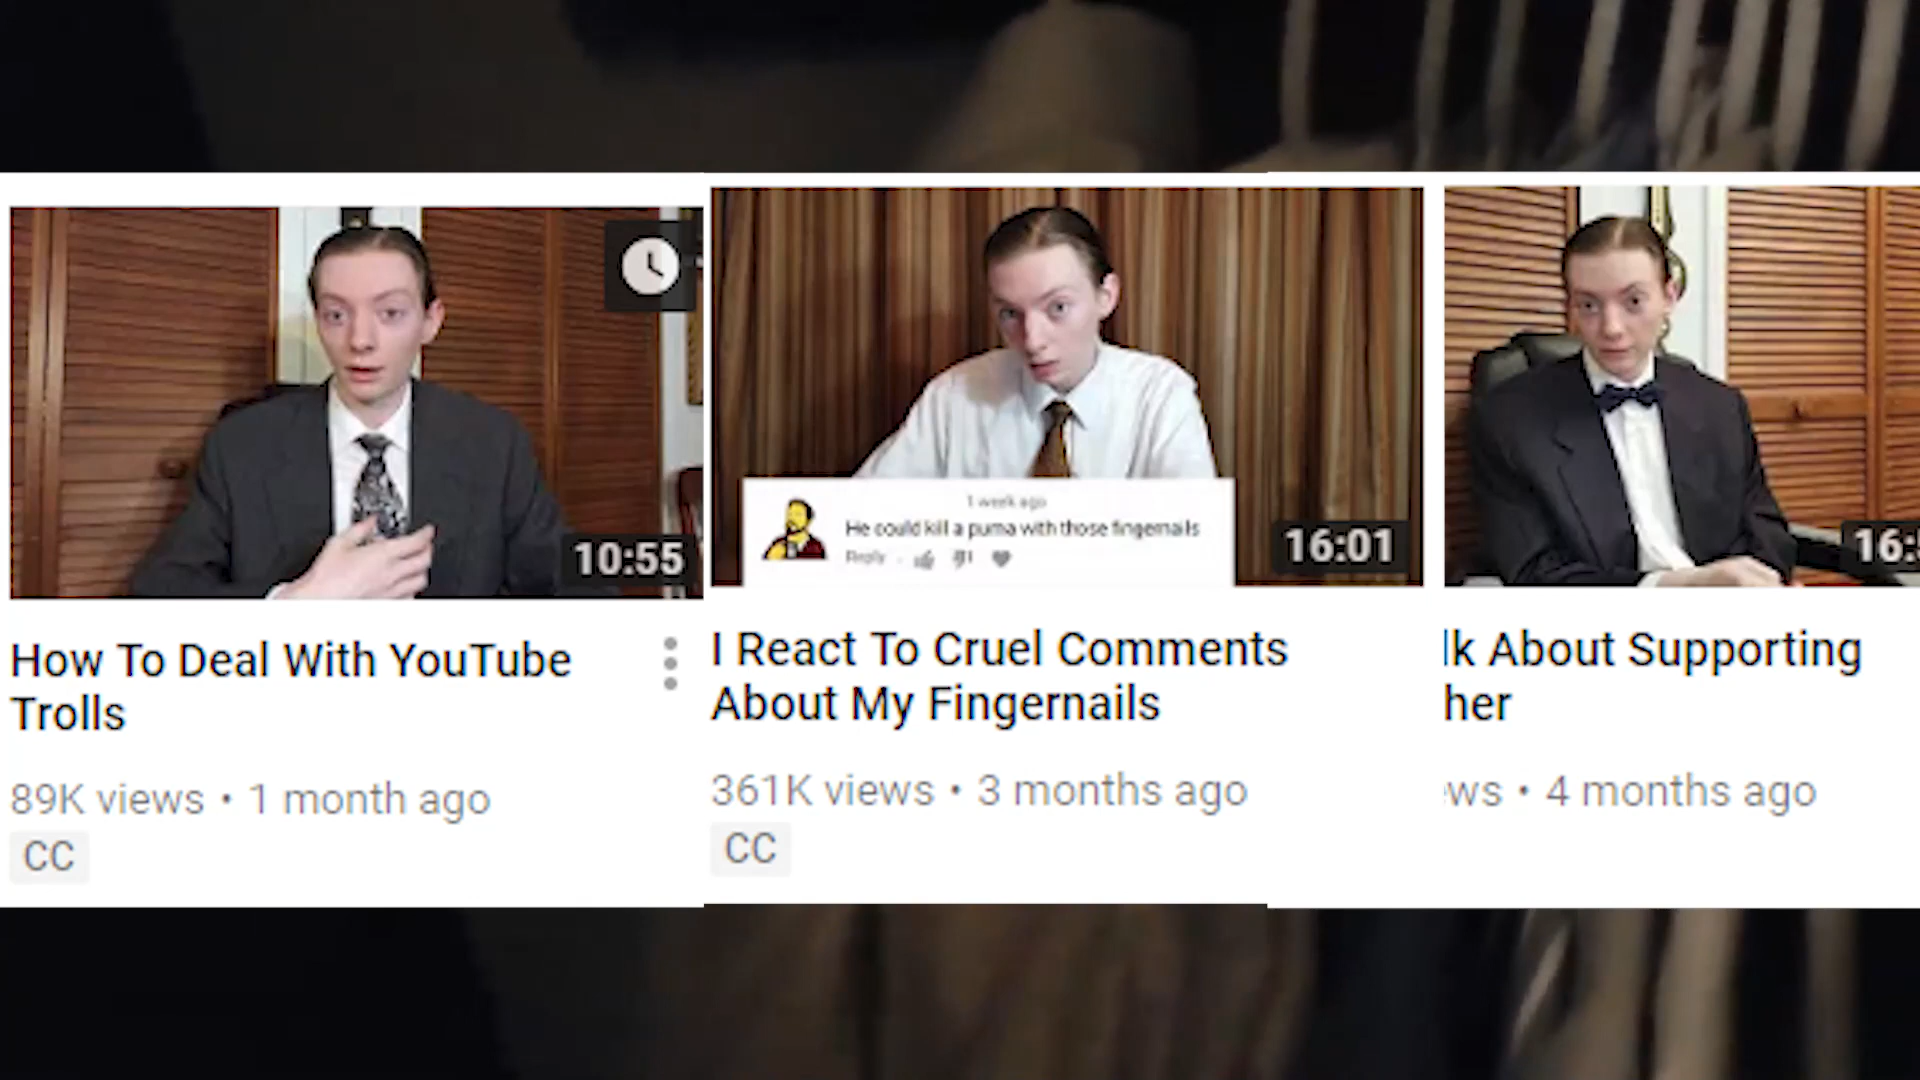 10:55
How To Deal With YouTube
Trolls
89K views • 1 month ago
CC
1 week ago
He could kill a puma with those fingernails
Reply
16:01
I React To Cruel Comments
About My Fingernails
361K views • 3 months ago
CC
16:
lk About Supporting
her
ws • 4 months ago